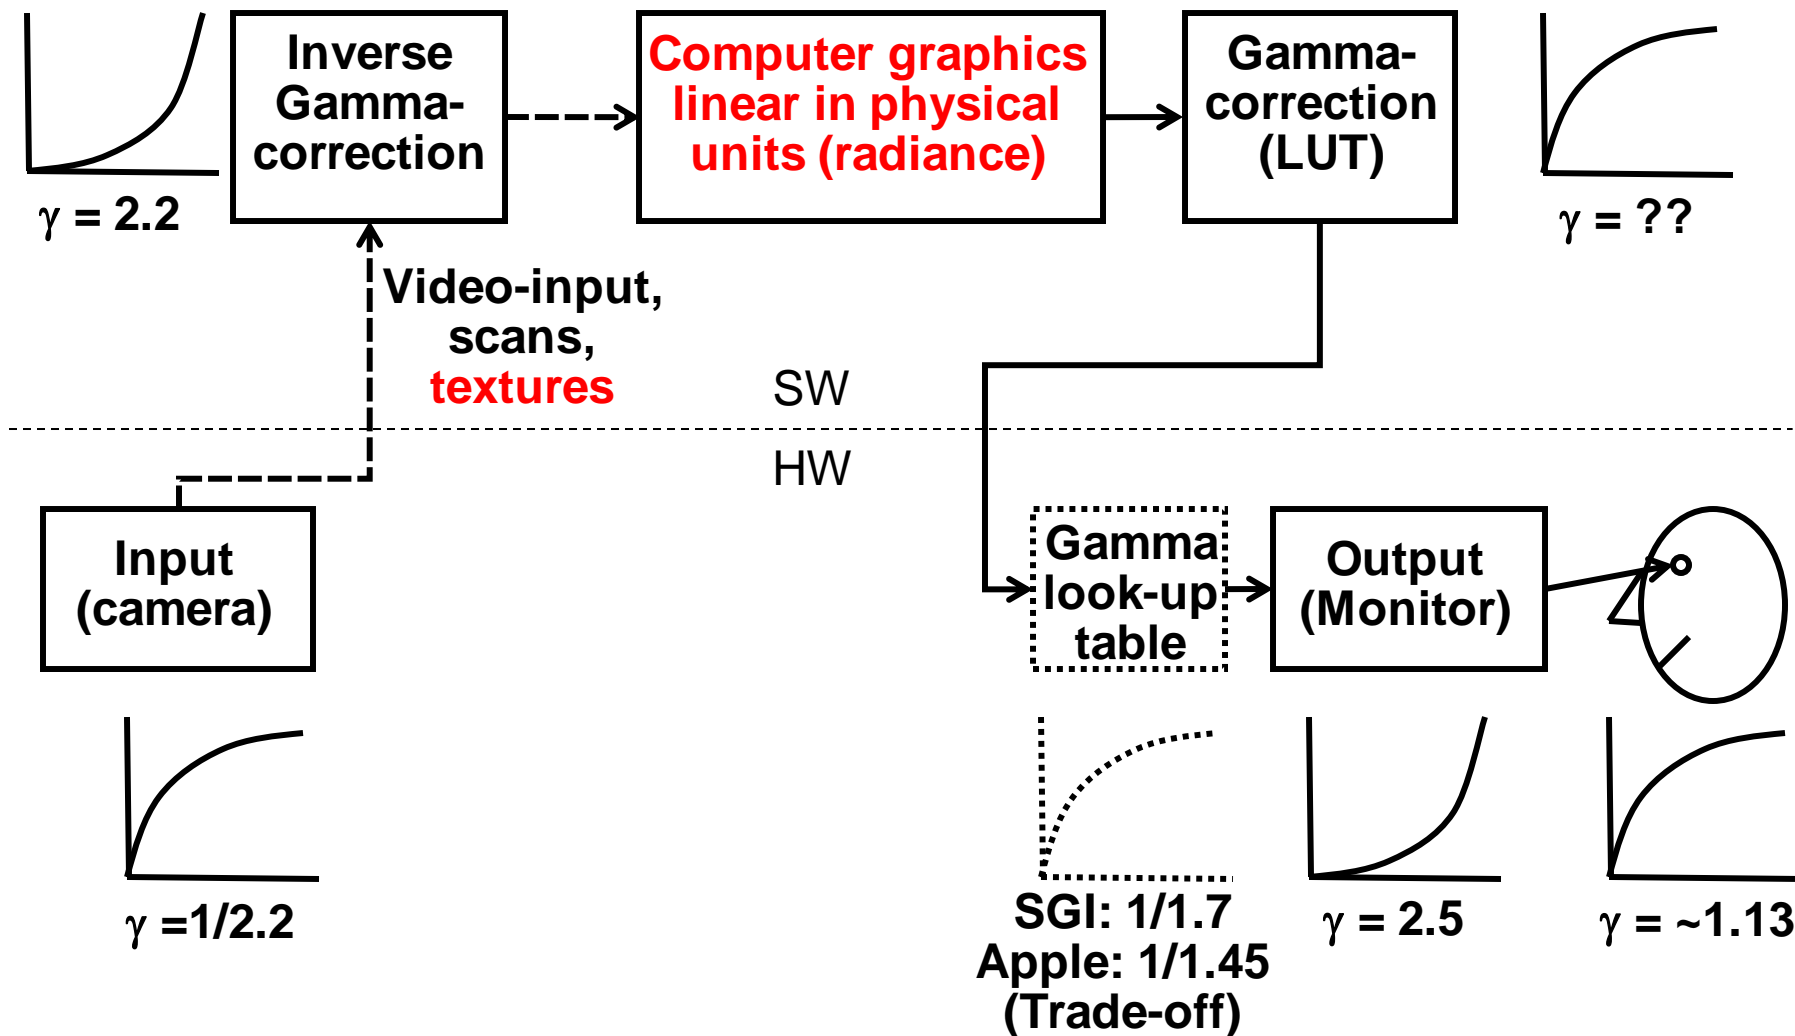 Inverse
Gamma-
correction
Computer graphics
linear in physical
units (radiance)
Gamma-
correction
(LUT)
γ = 2.2
γ = ??
Video-input,
scans,
textures
SW
HW
Input
(camera)
Gamma
look-up
table
Output
(Monitor)
γ =1/2.2
SGI: 1/1.7
Apple: 1/1.45
(Trade-off)
γ = 2.5
γ = ~1.13